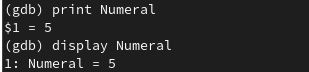 (gdb) print Numeral
$1 = 5
(gdb) display Numeral
1: Numeral = 5